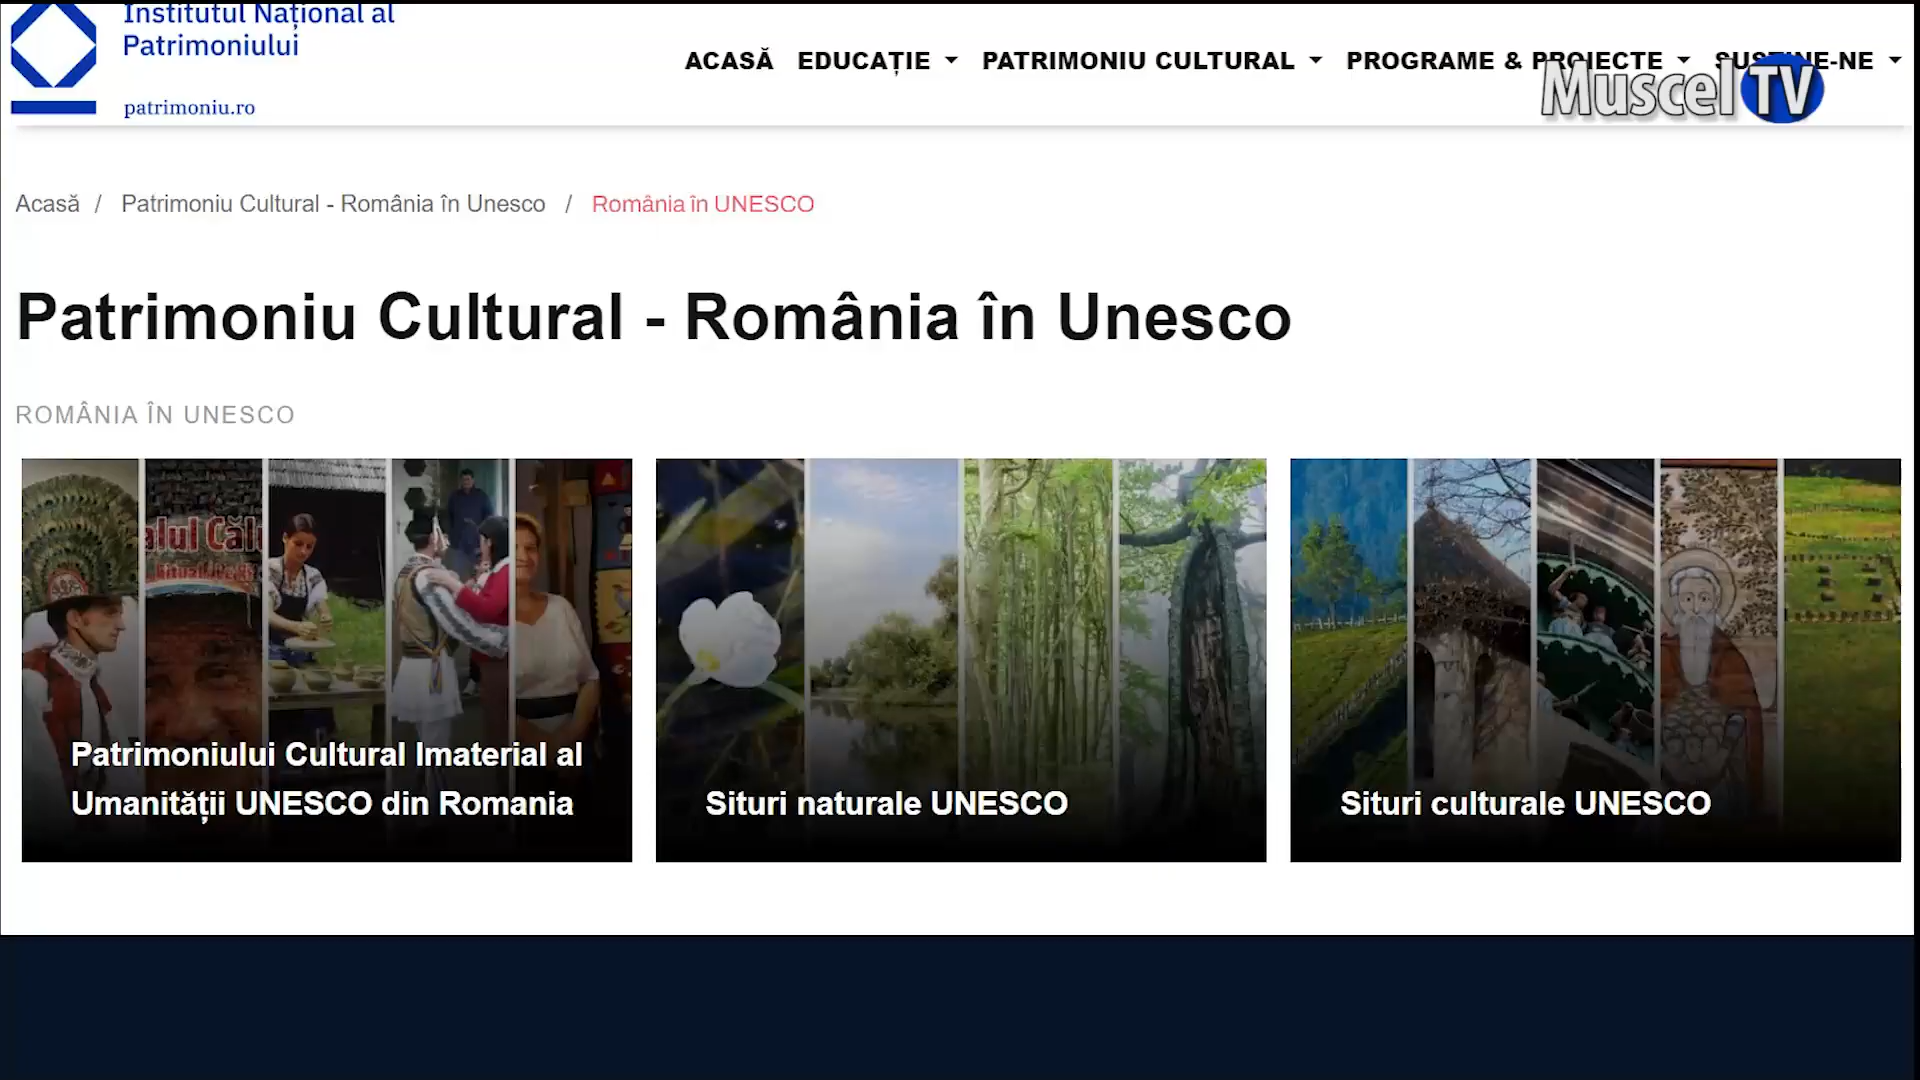 Institutul Național al
Patrimoniului
patrimoniu.ro
ACASĂ EDUCAȚIE PATRIMONIU CULTURAL PROGRAME & PROIECTE SUSȚINE-NE
Muscel TV
Acasă / Patrimoniu Cultural - România în Unesco / România în UNESCO
Patrimoniu Cultural - România în Unesco
ROMÂNIA ÎN UNESCO
Patrimoniului Cultural Imaterial al
Umanității UNESCO din Romania
Situri naturale UNESCO
Situri culturale UNESCO